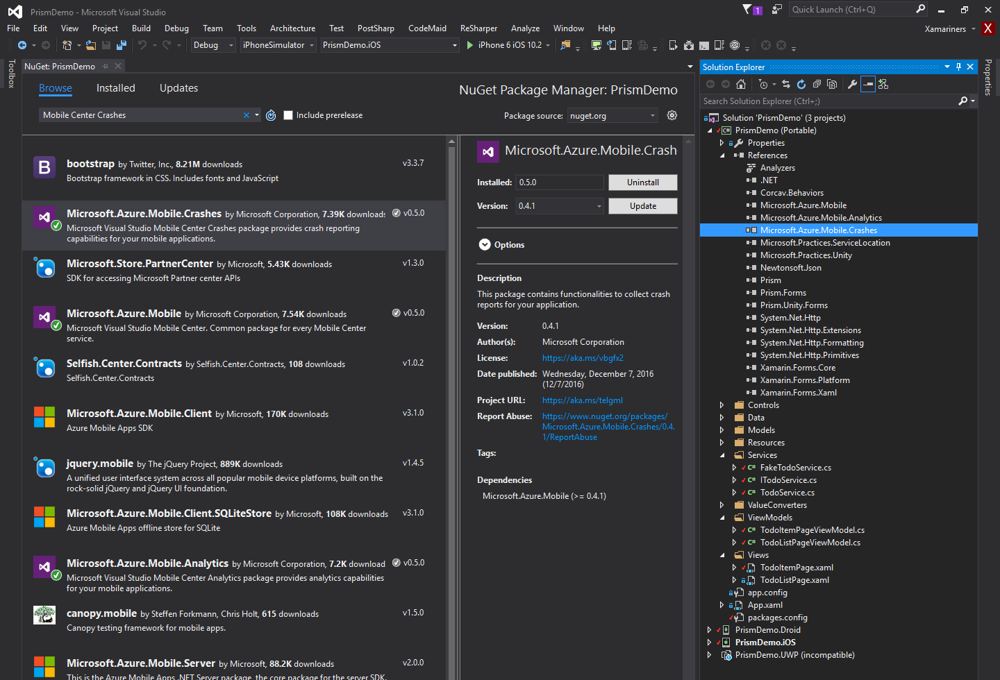 PrismDemo - Microsoft Visual Studio
1
Quick Launch (Ctrl+Q)
File Edit View Project Build Debug Team Tools Architecture Test PostSharp CodeMaid ReSharper Analyze Window Help
Xamariners X
Debug iPhoneSimulator PrismDemo.iOS iPhone 6 iOS 10.2
Toolbox
NuGet: PrismDemo
Browse Installed Updates
NuGet Package Manager: PrismDemo
Mobile Center Crashes
Include prerelease
Package source: nuget.org
B
bootstrap by Twitter, Inc., 8.21M downloads v3.3.7
Bootstrap framework in CSS. Includes fonts and JavaScript
Microsoft.Azure.Mobile.Crashes by Microsoft Corporation, 7.39K downloads v0.5.0
Microsoft Visual Studio Mobile Center Crashes package provides crash reporting
capabilities for your mobile applications.
Microsoft.Store.PartnerCenter by Microsoft, 5.43K downloads v1.3.0
SDK for accessing Microsoft Partner center APIs
Microsoft.Azure.Mobile by Microsoft Corporation, 7.54K downloads v0.5.0
Microsoft Visual Studio Mobile Center. Common package for every Mobile Center
service.
Selfish.Center.Contracts by Selfish.Center.Contracts, 108 downloads v1.0.2
Selfish.Center.Contracts
Microsoft.Azure.Mobile.Client by Microsoft, 170K downloads v3.1.0
Azure Mobile Apps SDK
jquery.mobile by The jQuery Project, 889K downloads v1.4.5
A unified user interface system across all popular mobile device platforms, built on the
rock-solid jQuery and jQuery UI foundation.
Microsoft.Azure.Mobile.Client.SQLiteStore by Microsoft, 108K downloads v3.1.0
Azure Mobile Apps offline store for SQLite
Microsoft.Azure.Mobile.Analytics by Microsoft Corporation, 7.2K download v0.5.0
Microsoft Visual Studio Mobile Center Analytics package provides analytics capabilities
for your mobile applications.
canopy.mobile by Steffen Forkmann, Chris Holt, 615 downloads v1.5.0
Canopy testing framework for mobile apps.
Microsoft.Azure.Mobile.Server by Microsoft, 88.2K downloads v2.0.0
This is the Azure Mobile Apps .NET Server package, the core package for the server SDK.
Microsoft.Azure.Mobile.Crash
Installed: 0.5.0 Uninstall
Version: 0.4.1 Update
Options
Description
This package contains functionalities to collect crash
reports for your application.
Version: 0.4.1
Author(s): Microsoft Corporation
License: https://aka.ms/vbgfx2
Date published: Wednesday, December 7, 2016
(12/7/2016)
Project URL: https://aka.ms/telgml
Report Abuse: https://www.nuget.org/packages/
Microsoft.Azure.Mobile.Crashes/0.4.
1/ReportAbuse
Tags:
Dependencies
Microsoft.Azure.Mobile (>= 0.4.1)
Solution Explorer
Search Solution Explorer (Ctrl+;)
Solution 'PrismDemo' (3 projects)
C# PrismDemo (Portable)
Properties
References
Analyzers
.NET
Corcav.Behaviors
Microsoft.Azure.Mobile
Microsoft.Azure.Mobile.Analytics
Microsoft.Azure.Mobile.Crashes
Microsoft.Practices.ServiceLocation
Microsoft.Practices.Unity
Newtonsoft.Json
Prism
Prism.Forms
Prism.Unity.Forms
System.Net.Http
System.Net.Http.Extensions
System.Net.Http.Formatting
System.Net.Http.Primitives
Xamarin.Forms.Core
Xamarin.Forms.Platform
Xamarin.Forms.Xaml
Controls
Data
Models
Resources
Services
C# FakeTodoService.cs
C# ITodoService.cs
C# TodoService.cs
ValueConverters
ViewModels
C# TodoItemPageViewModel.cs
C# TodoListPageViewModel.cs
Views
TodoItemPage.xaml
TodoListPage.xaml
app.config
App.xaml
packages.config
PrismDemo.Droid
PrismDemo.iOS
PrismDemo.UWP (incompatible)
Properties